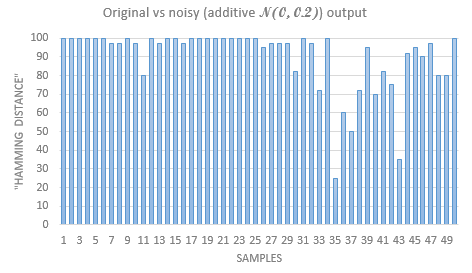 Original vs noisy (additive 𝒩(0, 0.2)) output
100
90
80
70
60
50
40
30
20
10
0
"HAMMING DISTANCE"
1 3 5 7 9 11 13 15 17 19 21 23 25 27 29 31 33 35 37 39 41 43 45 47 49
SAMPLES